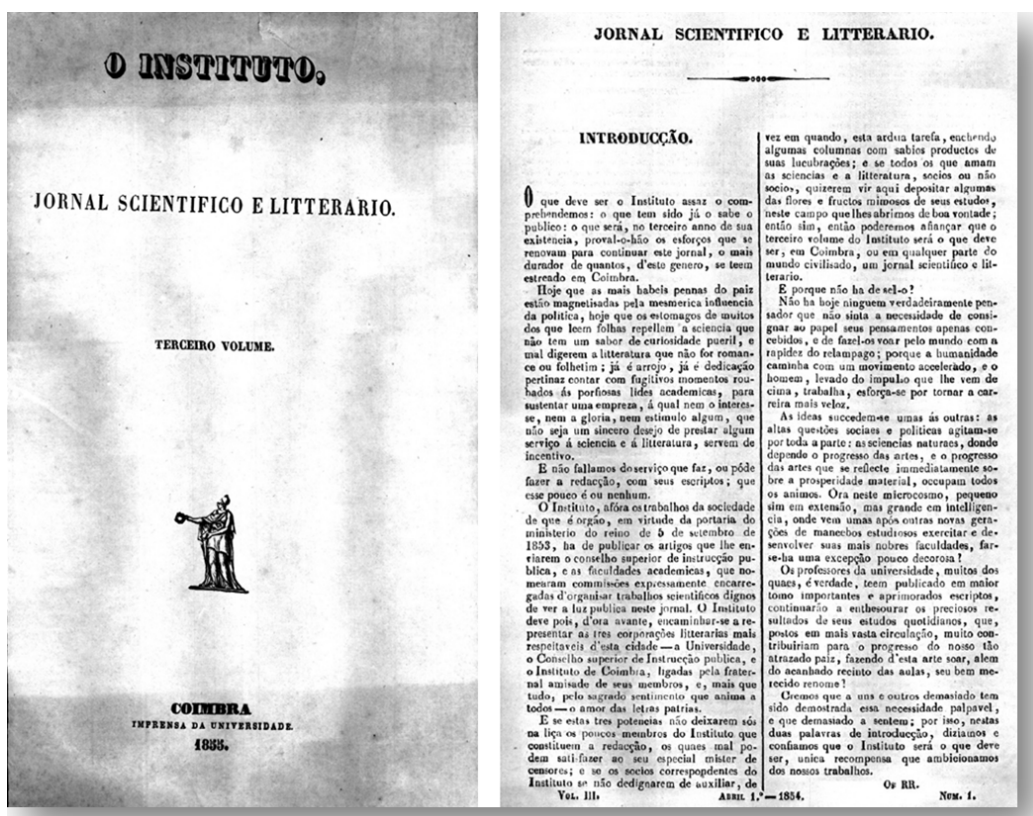 O INSTITUTO,
JORNAL SCIENTIFICO E LITTERARIO.
TERCEIRO VOLUME.
COIMBRA
IMPRENSA DA UNIVERSIDADE.
1855.
JORNAL SCIENTIFICO E LITTERARIO.
INTRODUCÇÃO.
O que deve ser o Instituto assaz o com-
prehendemos: o que tem sido já o sabe o
publico: o que será, no terceiro anno de sua
existencia, proval-o-hão os esforços que se
renovam para continuar este jornal, o mais
durador de quantos, d'este genero, se teem
estreado em Coimbra.
Hoje que as mais habeis pennas do paiz
estão magnetisadas pela mesmerica influencia
da politica, hoje que os estomagos de muitos
dos que leem folhas repellem a sciencia que
não tem um sabor de curiosidade pueril, e
mal digerem a litteratura que não for roman-
ce ou folhetim; já é arrojo, já é dedicação
pertinaz contar com fugitivos momentos rou-
bados ás porfiosas lides academicas, para
sustentar uma empreza, á qual nem o interes-
se, nem a gloria, nem estimulo algum, que
não seja um sincero desejo de prestar algum
serviço á sciencia e á litteratura, servem de
incentivo.
E não fallamos do serviço que faz, ou póde
fazer a redacção, com seus escriptos; que
esse pouco é ou nenhum.
O Instituto, afóra os trabalhos da sociedade
de que é orgão, em virtude da portaria do
ministerio do reino de 5 de setembro de
1853, ha de publicar os artigos que lhe en-
viarem o conselho superior de instrucção pu-
blica, e as faculdades academicas, que no-
mearam commissões expressamente encarre-
gadas d'organisar trabalhos scientificos dignos
de ver a luz publica neste jornal. O Instituto
deve pois, d'ora avante, encaminhar-se a re-
presentar as tres corporações litterarias mais
respeitaveis d'esta cidade — a Universidade,
o Conselho superior de Instrucção publica, e
o Instituto de Coimbra, ligadas pela frater-
nal amisade de seus membros, e, mais que
tudo, pelo sagrado sentimento que anima a
todos — o amor das letras patrias.
E se estas tres potencias não deixarem sós
na liça os poucos membros do Instituto que
constituem a redacção, os quaes mal po-
dem satisfazer ao seu especial mister de
censores; e se os socios correspopdentes do
Instituto se não dedignarem de auxiliar, de
vez em quando, esta ardua tarefa, enchendo
algumas columnas com sabios productos de
suas lucubrações; e se todos os que amam
as sciencias e a litteratura, socios ou não
socios, quizerem vir aqui depositar algumas
das flores e fructos mimosos de seus estudos,
neste campo que lhes abrimos de boa vontade;
então sim, então poderemos afiançar que o
terceiro volume do Instituto será o que deve
ser, em Coimbra, ou em qualquer parte do
mundo civilisado, um jornal scientifico e lit-
terario.
E porque não ha de sel-o?
Não ha hoje ninguem verdadeiramente pen-
sador que não sinta a necessidade de consi-
gnar ao papel seus pensamentos apenas con-
cebidos, e de fazel-os voar pelo mundo com a
rapidez do relampago; porque a humanidade
caminha com um movimento accelerado, e o
homem, levado do impulso que lhe vem de
cima, trabalha, esforça-se por tornar a car-
reira mais veloz.
As ideas succedem-se umas ás outras: as
altas questões sociaes e politicas agitam-se
por toda a parte: as sciencias naturaes, donde
depende o progresso das artes, e o progresso
das artes que se reflecte immediatamente so-
bre a prosperidade material, occupam todos
os animos. Ora neste microcosmo, pequeno
sim em extensão, mas grande em intelligen-
cia, onde vem umas após outras novas gera-
ções de mancebos estudiosos exercitar e de-
senvolver suas mais nobres faculdades, far-
se-ha uma excepção pouco decorosa?
Os professores da universidade, muitos dos
quaes, é verdade, teem publicado em maior
tomo importantes e aprimorados escriptos,
continuarão a enthesourar os preciosos re-
sultados de seus estudos quotidianos, que,
postos em mais vasta circulação, muito con-
tribuiriam para o progresso do nosso tão
atrazado paiz, fazendo d'esta arte soar, alem
do acanhado recinto das aulas, seu bem me-
recido renome!
Cremos que a uns e outros demasiado tem
sido demostrada essa necessidade palpavel,
e que demasiado a sentem; por isso, nestas
duas palavras de introducção, diziamos e
confiamos que o Instituto será o que deve
ser, unica recompensa que ambicionamos
dos nossos trabalhos.
Os RR.
VOL. III. ABRIL 1.º — 1854. NUM. 1.